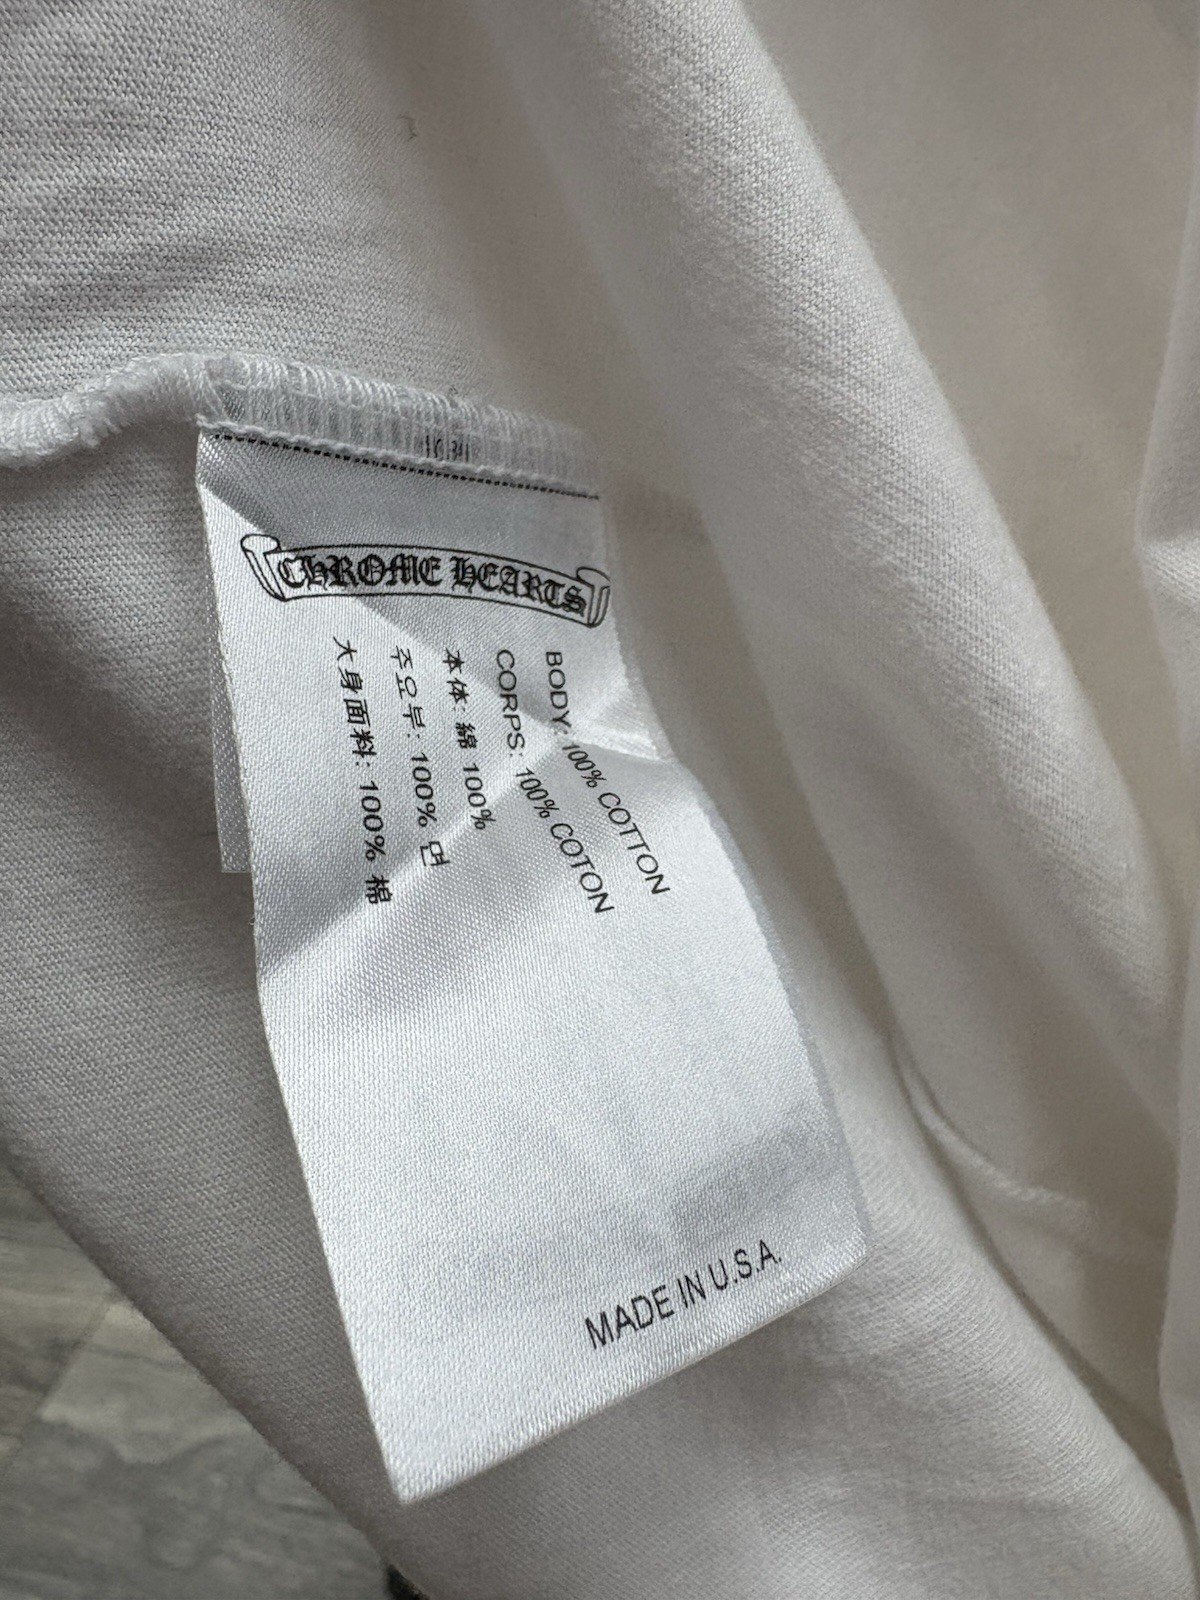 CHROME HEARTS
BODY: 100% COTTON
CORPS: 100% COTON
本体: 綿 100%
주요부: 100% 면
大身面料: 100% 棉
MADE IN U.S.A.